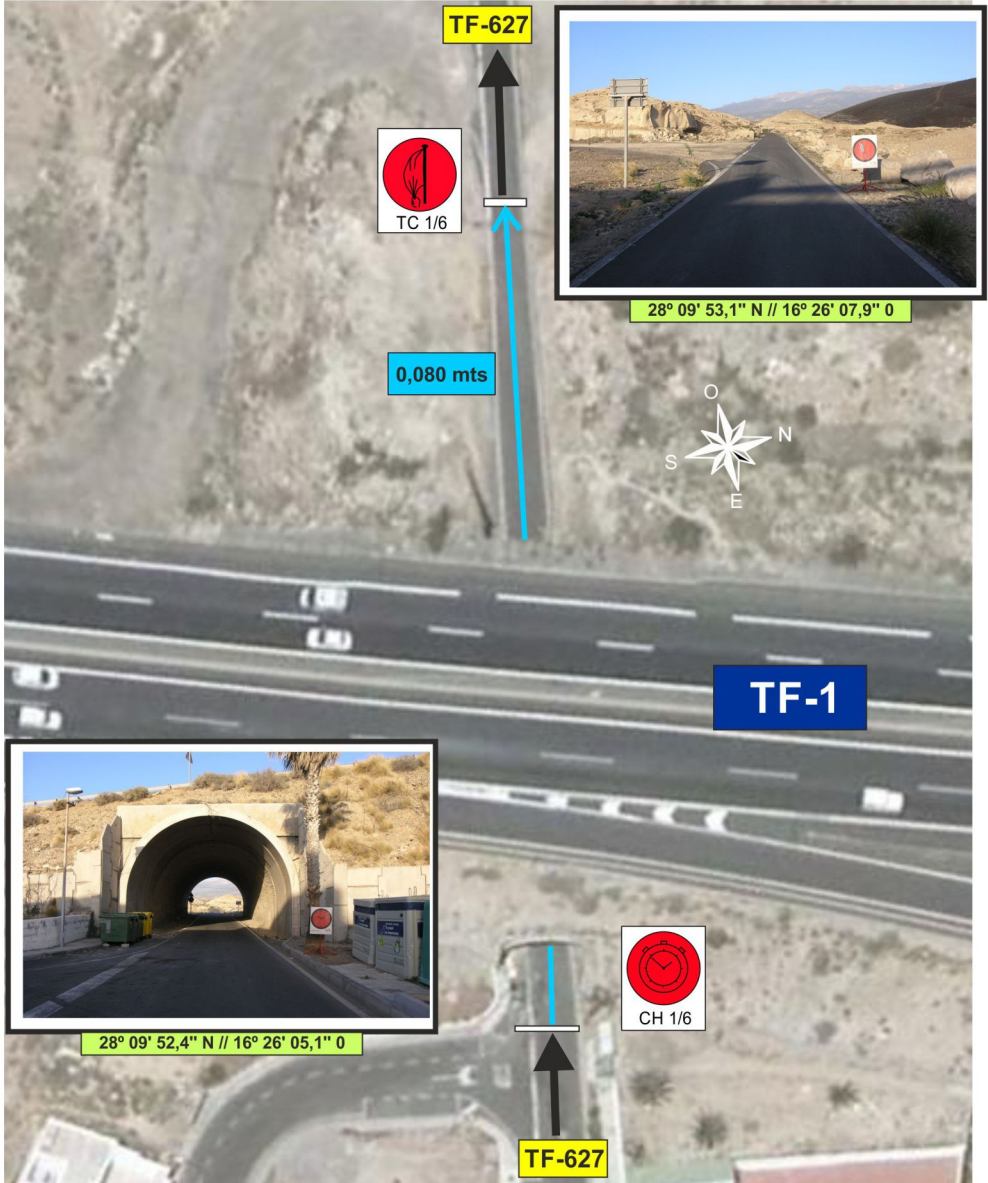 TF-627
TC 1/6
28º 09' 53,1'' N // 16º 26' 07,9'' 0
0,080 mts
O
N
S
E
TF-1
28º 09' 52,4'' N // 16º 26' 05,1'' 0
CH 1/6
TF-627